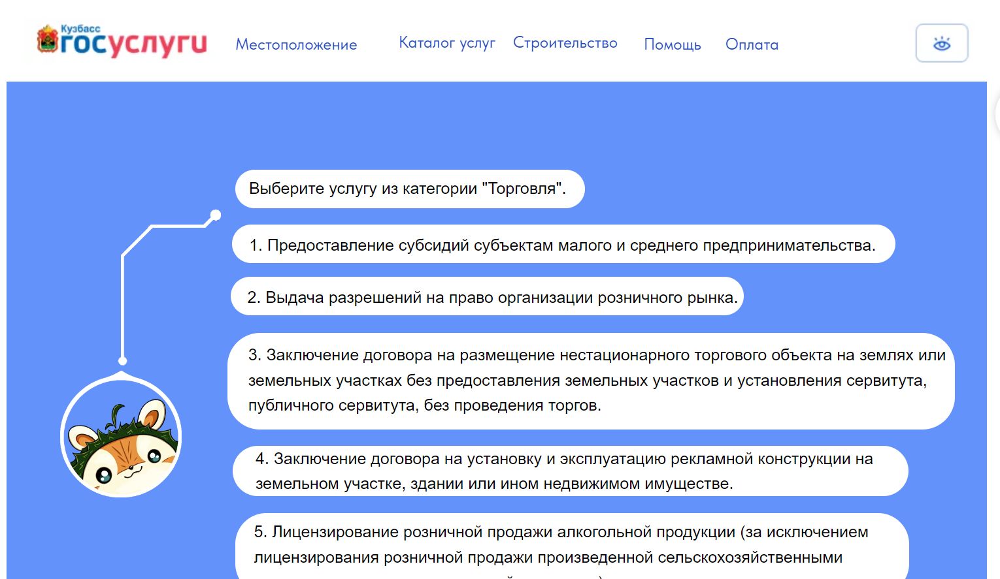 Кузбасс
госуслуги
Местоположение
Каталог услуг
Строительство
Помощь
Оплата
Выберите услугу из категории "Торговля".
1. Предоставление субсидий субъектам малого и среднего предпринимательства.
2. Выдача разрешений на право организации розничного рынка.
3. Заключение договора на размещение нестационарного торгового объекта на землях или
земельных участках без предоставления земельных участков и установления сервитута,
публичного сервитута, без проведения торгов.
4. Заключение договора на установку и эксплуатацию рекламной конструкции на
земельном участке, здании или ином недвижимом имуществе.
5. Лицензирование розничной продажи алкогольной продукции (за исключением
лицензирования розничной продажи произведенной сельскохозяйственными